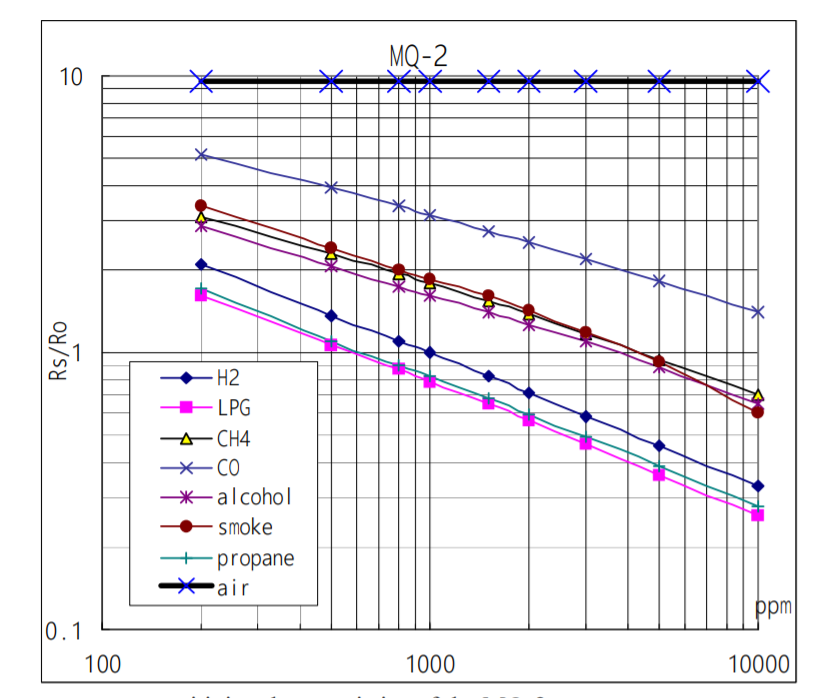 MQ-2
10
Rs/Ro
1
H2
LPG
CH4
CO
alcohol
smoke
propane
air
ppm
0.1
100
1000
10000